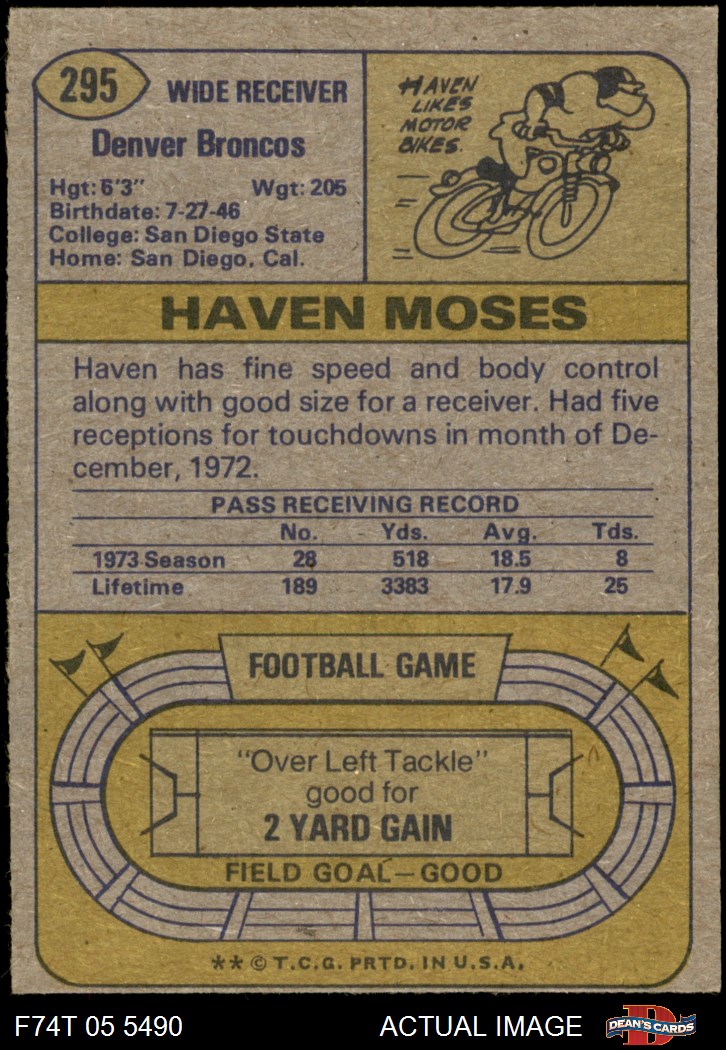 295
WIDE RECEIVER
Denver Broncos
Hgt: 6'3" Wgt: 205
Birthdate: 7-27-46
College: San Diego State
Home: San Diego, Cal.
HAVEN
LIKES
MOTOR
BIKES.
HAVEN MOSES
Haven has fine speed and body control
along with good size for a receiver. Had five
receptions for touchdowns in month of De-
cember, 1972.
PASS RECEIVING RECORD
No. Yds. Avg. Tds.
1973 Season 28 518 18.5 8
Lifetime 189 3383 17.9 25
FOOTBALL GAME
"Over Left Tackle"
good for
2 YARD GAIN
FIELD GOAL—GOOD
** © T.C.G. PRTD. IN U.S.A.
F74T 05 5490 ACTUAL IMAGE
D
DEAN'S CARDS